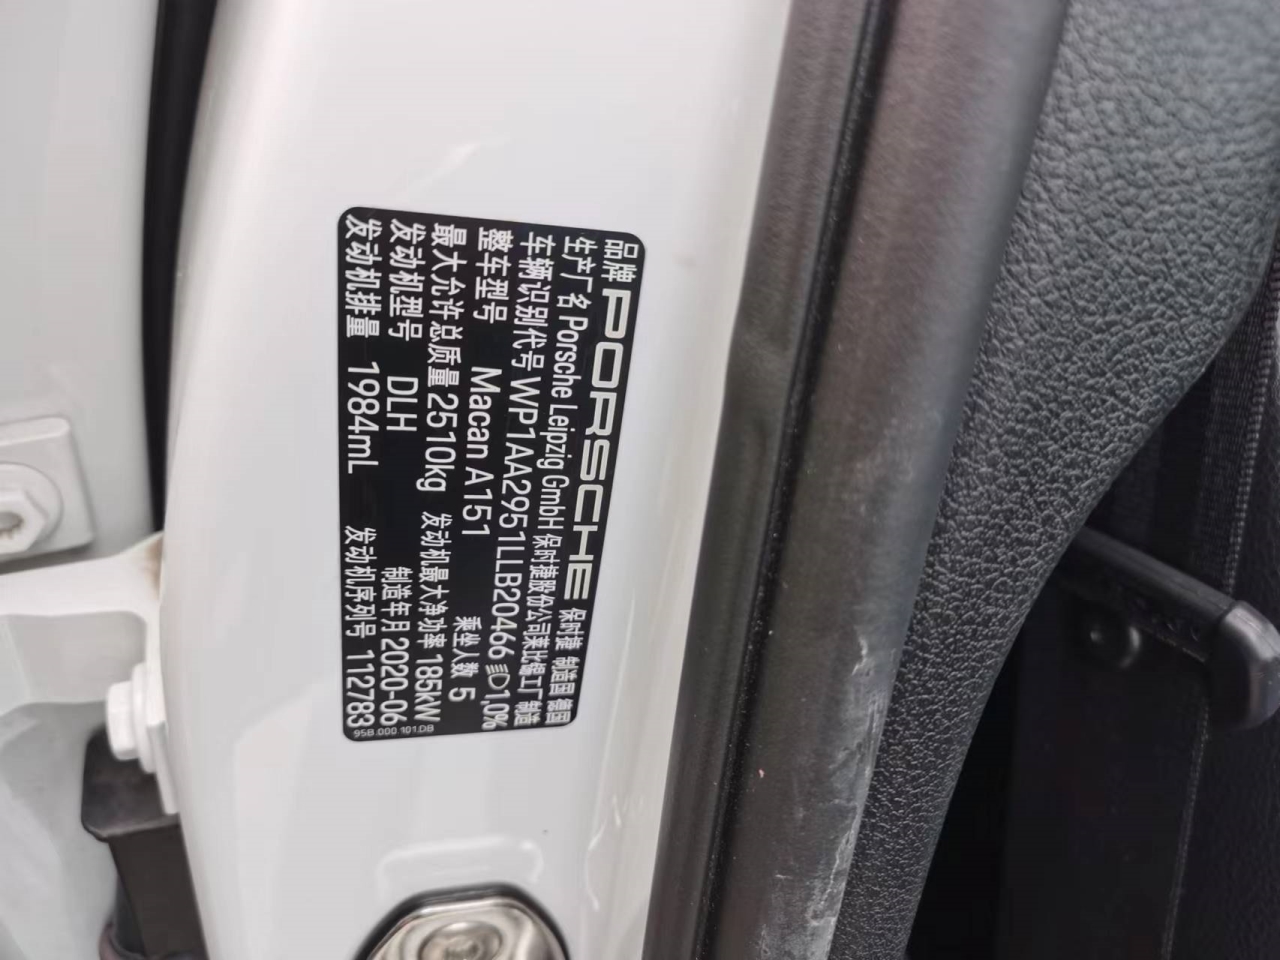 品牌 PORSCHE 保时捷 制造国 德国
生产厂名 Porsche Leipzig GmbH 保时捷股份公司莱比锡工厂 制造
车辆识别代号 WP1AA2951LLB20466 1,0%
整车型号 Macan A151 乘坐人数 5
最大允许总质量 2510kg 发动机最大净功率 185kW
发动机型号 DLH 制造年月 2020-06
发动机排量 1984mL 发动机序列号 112783
95B.000.101.DB